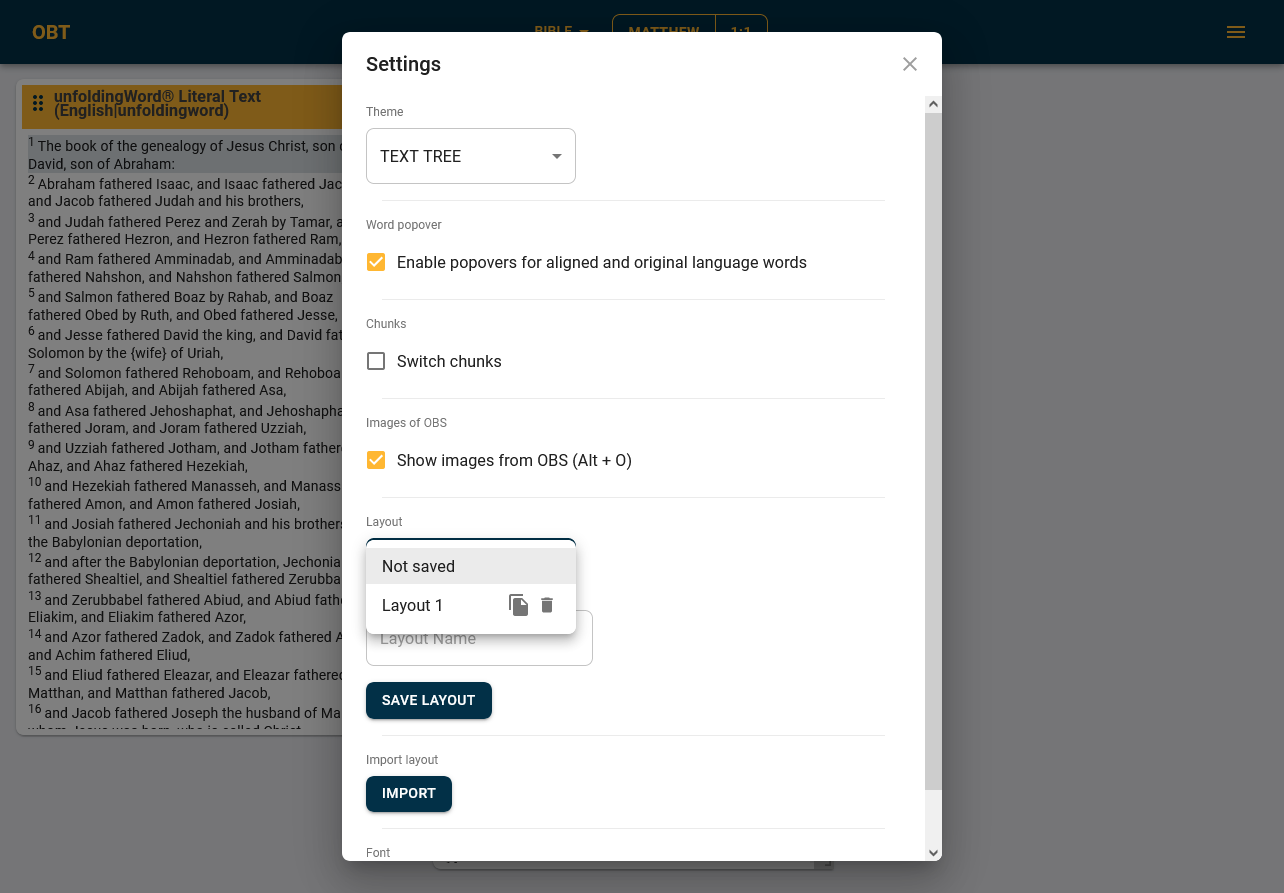 OBT
BIBLE
MATTHEW
1:1
unfoldingWord® Literal Text
(English|unfoldingword)
1 The book of the genealogy of Jesus Christ, son
David, son of Abraham:
2 Abraham fathered Isaac, and Isaac fathered
and Jacob fathered Judah and his brothers,
3 and Judah fathered Perez and Zerah by Tamar,
Perez fathered Hezron, and Hezron fathered Ram,
4 and Ram fathered Amminadab, and Amminadab
fathered Nahshon, and Nahshon fathered Salmon
5 and Salmon fathered Boaz by Rahab, and Boaz
fathered Obed by Ruth, and Obed fathered Jesse,
6 and Jesse fathered David the king, and David
Solomon by the {wife} of Uriah,
7 and Solomon fathered Rehoboam, and
fathered Abijah, and Abijah fathered Asa,
8 and Asa fathered Jehoshaphat, and
fathered Joram, and Joram fathered Uzziah,
9 and Uzziah fathered Jotham, and Jotham
Ahaz, and Ahaz fathered Hezekiah,
10 and Hezekiah fathered Manasseh, and
fathered Amon, and Amon fathered Josiah,
11 and Josiah fathered Jechoniah and his brothers
the Babylonian deportation,
12 and after the Babylonian deportation,
fathered Shealtiel, and Shealtiel fathered
13 and Zerubbabel fathered Abiud, and Abiud
Eliakim, and Eliakim fathered Azor,
14 and Azor fathered Zadok, and Zadok fathered
and Achim fathered Eliud,
15 and Eliud fathered Eleazar, and Eleazar fathered
Matthan, and Matthan fathered Jacob,
16 and Jacob fathered Joseph the husband of
whom Jesus was born, who is called Christ.
Settings
Theme
TEXT TREE
Word popover
Enable popovers for aligned and original language words
Chunks
Switch chunks
Images of OBS
Show images from OBS (Alt + O)
Layout
Not saved
Layout 1
Layout Name
SAVE LAYOUT
Import layout
IMPORT
Font